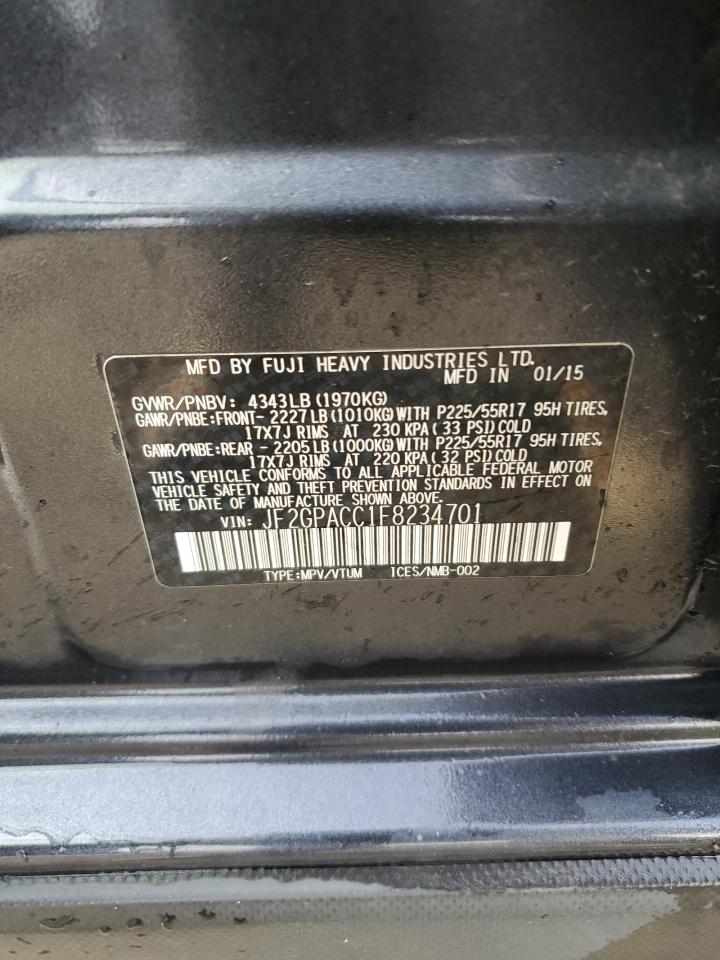 MFD BY FUJI HEAVY INDUSTRIES LTD.
MFD IN 01/15
GVWR/PNBV: 4343LB (1970KG)
GAWR/PNBE:FRONT- 2227LB (1010KG) WITH P225/55R17 95H TIRES,
17X7J RIMS AT 230 KPA (33 PSI) COLD
GAWR/PNBE:REAR - 2205LB (1000KG) WITH P225/55R17 95H TIRES,
17X7J RIMS AT 220 KPA (32 PSI) COLD
THIS VEHICLE CONFORMS TO ALL APPLICABLE FEDERAL MOTOR
VEHICLE SAFETY AND THEFT PREVENTION STANDARDS IN EFFECT ON
THE DATE OF MANUFACTURE SHOWN ABOVE.
VIN: JF2GPACC1F8234701
TYPE:MPV/VTUM ICES/NMB-002